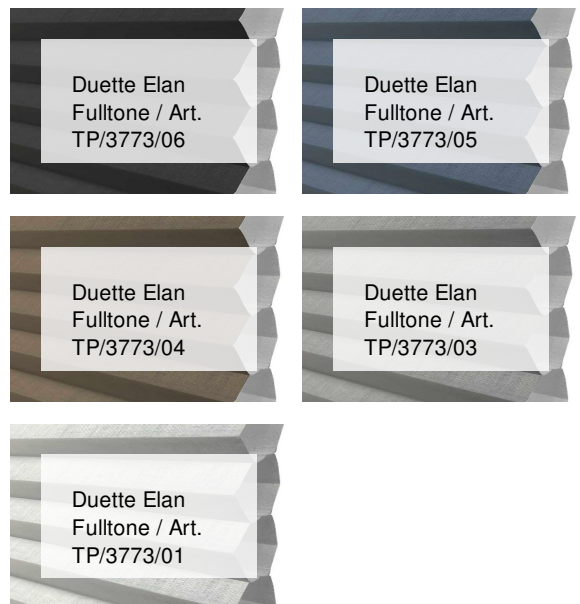 Duette Elan
Fulltone / Art.
TP/3773/06
Duette Elan
Fulltone / Art.
TP/3773/05
Duette Elan
Fulltone / Art.
TP/3773/04
Duette Elan
Fulltone / Art.
TP/3773/03
Duette Elan
Fulltone / Art.
TP/3773/01